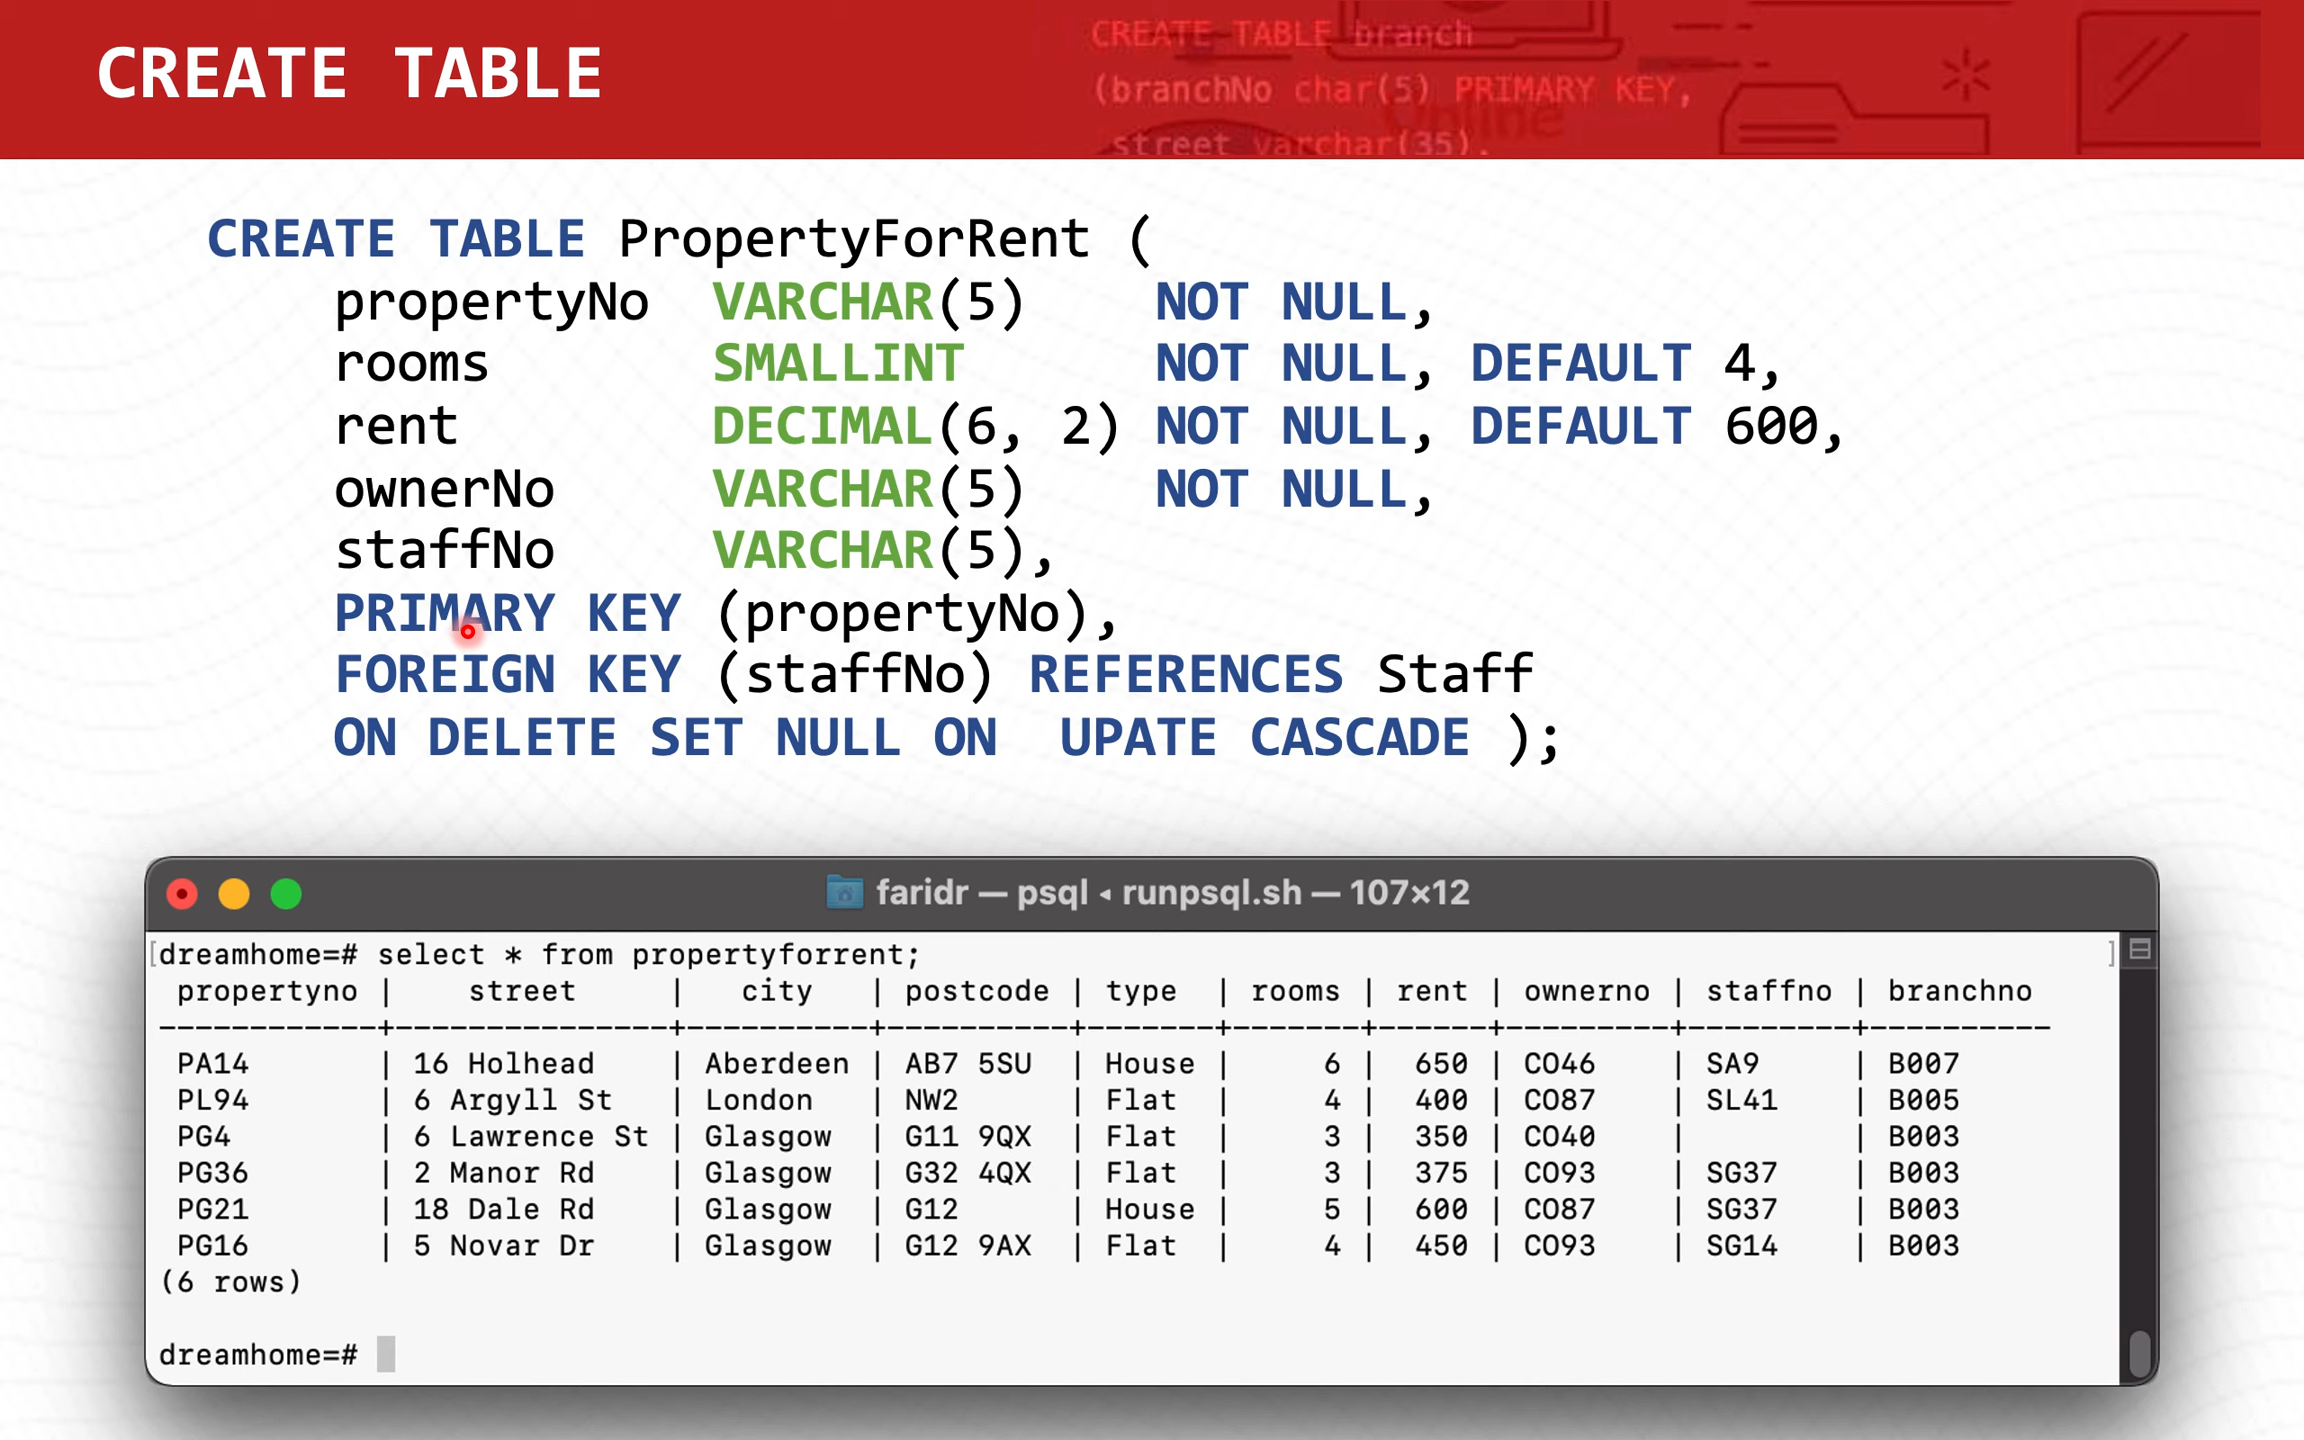 CREATE TABLE
CREATE TABLE branch
(branchNo char(5) PRIMARY KEY,
Online
street varchar(35),
CREATE TABLE PropertyForRent (
propertyNo VARCHAR(5) NOT NULL,
rooms SMALLINT NOT NULL, DEFAULT 4,
rent DECIMAL(6, 2) NOT NULL, DEFAULT 600,
ownerNo VARCHAR(5) NOT NULL,
staffNo VARCHAR(5),
PRIMARY KEY (propertyNo),
FOREIGN KEY (staffNo) REFERENCES Staff
ON DELETE SET NULL ON UPATE CASCADE );
faridr — psql ◂ runpsql.sh — 107×12
[dreamhome=# select * from propertyforrent; ]
propertyno | street | city | postcode | type | rooms | rent | ownerno | staffno | branchno
------------+---------------+----------+----------+-------+-------+------+---------+---------+----------
PA14 | 16 Holhead | Aberdeen | AB7 5SU | House | 6 | 650 | CO46 | SA9 | B007
PL94 | 6 Argyll St | London | NW2 | Flat | 4 | 400 | CO87 | SL41 | B005
PG4 | 6 Lawrence St | Glasgow | G11 9QX | Flat | 3 | 350 | CO40 | | B003
PG36 | 2 Manor Rd | Glasgow | G32 4QX | Flat | 3 | 375 | CO93 | SG37 | B003
PG21 | 18 Dale Rd | Glasgow | G12 | House | 5 | 600 | CO87 | SG37 | B003
PG16 | 5 Novar Dr | Glasgow | G12 9AX | Flat | 4 | 450 | CO93 | SG14 | B003
(6 rows)
dreamhome=#